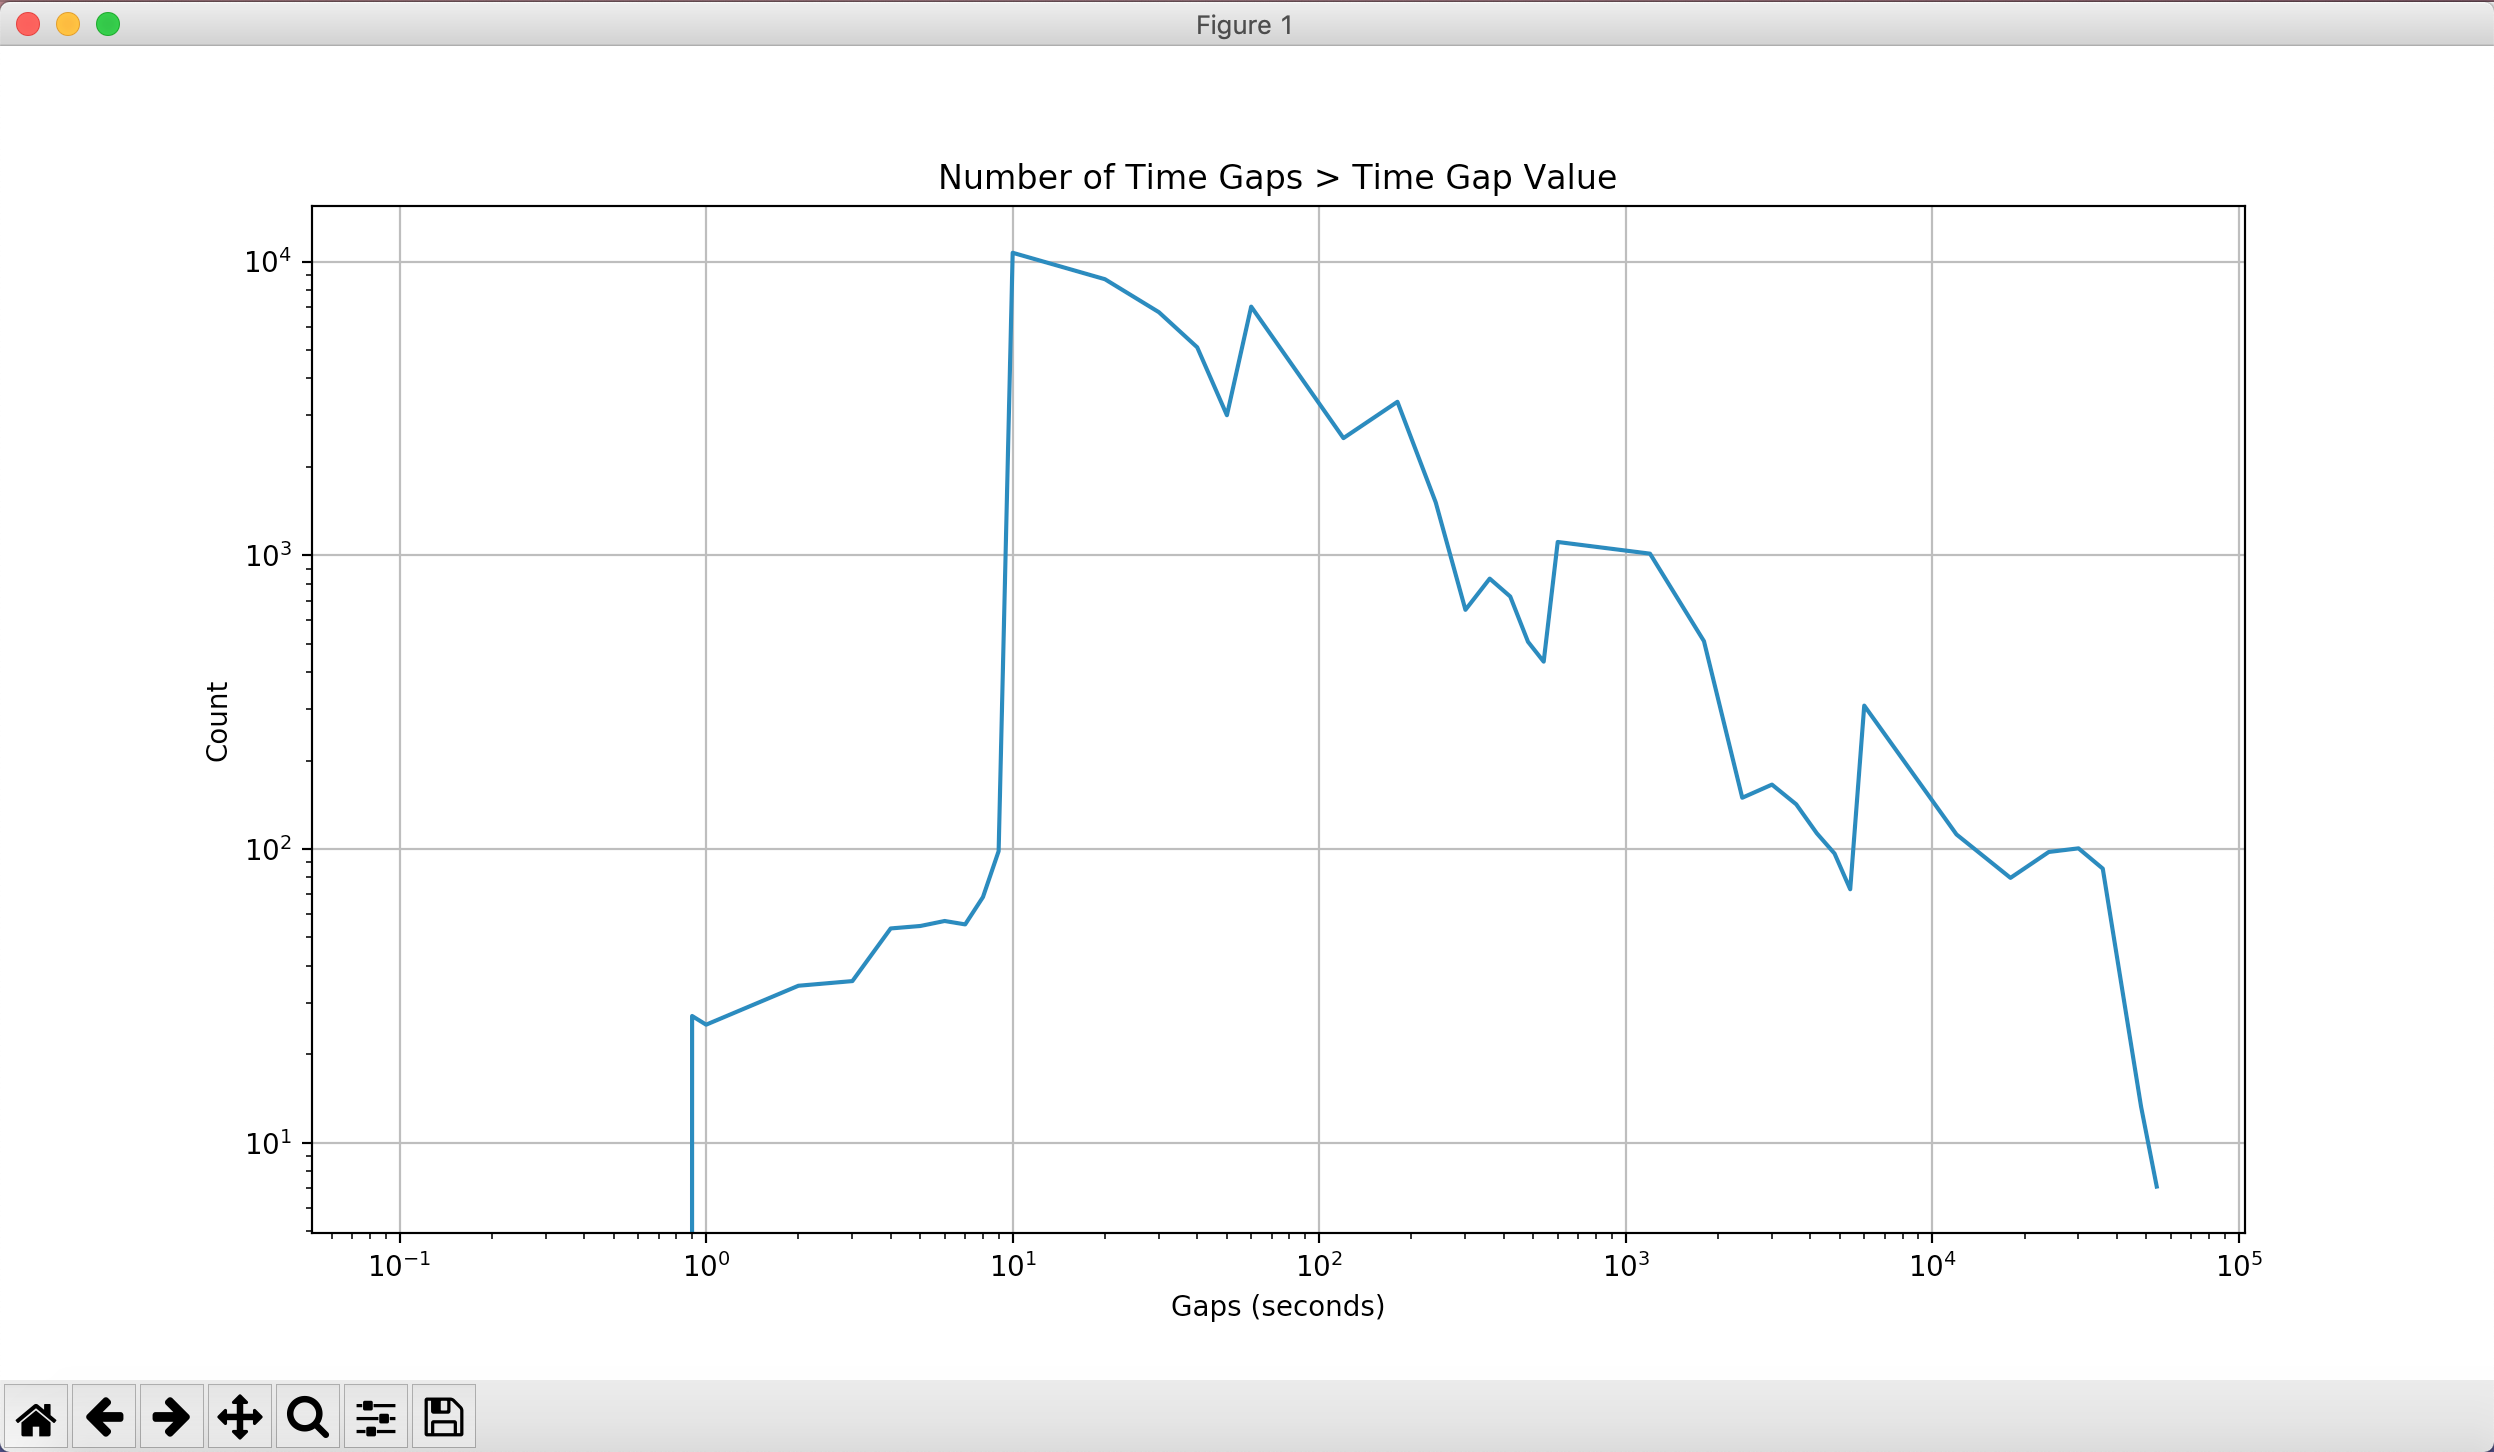 Figure 1
Number of Time Gaps > Time Gap Value
10⁴
10³
10²
10¹
Count
10⁻¹ 10⁰ 10¹ 10² 10³ 10⁴ 10⁵
Gaps (seconds)